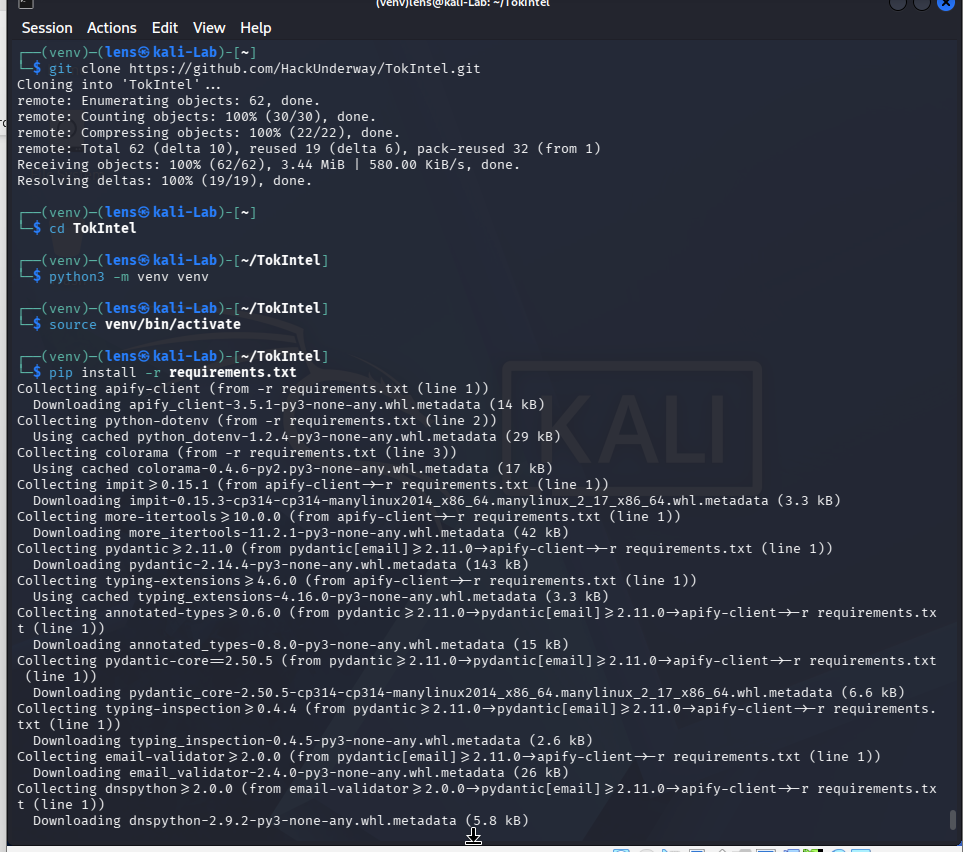 (venv)lens@kali-Lab: ~/TokIntel
Session Actions Edit View Help
┌──(venv)─(lens㉿kali-Lab)-[~]
└─$ git clone https://github.com/HackUnderway/TokIntel.git
Cloning into 'TokIntel'...
remote: Enumerating objects: 62, done.
remote: Counting objects: 100% (30/30), done.
remote: Compressing objects: 100% (22/22), done.
remote: Total 62 (delta 10), reused 19 (delta 6), pack-reused 32 (from 1)
Receiving objects: 100% (62/62), 3.44 MiB | 580.00 KiB/s, done.
Resolving deltas: 100% (19/19), done.
┌──(venv)─(lens㉿kali-Lab)-[~]
└─$ cd TokIntel
┌──(venv)─(lens㉿kali-Lab)-[~/TokIntel]
└─$ python3 -m venv venv
┌──(venv)─(lens㉿kali-Lab)-[~/TokIntel]
└─$ source venv/bin/activate
┌──(venv)─(lens㉿kali-Lab)-[~/TokIntel]
└─$ pip install -r requirements.txt
Collecting apify-client (from -r requirements.txt (line 1))
Downloading apify_client-3.5.1-py3-none-any.whl.metadata (14 kB)
Collecting python-dotenv (from -r requirements.txt (line 2))
Using cached python_dotenv-1.2.4-py3-none-any.whl.metadata (29 kB)
Collecting colorama (from -r requirements.txt (line 3))
Using cached colorama-0.4.6-py2.py3-none-any.whl.metadata (17 kB)
Collecting impit>=0.15.1 (from apify-client->-r requirements.txt (line 1))
Downloading impit-0.15.3-cp314-cp314-manylinux2014_x86_64.manylinux_2_17_x86_64.whl.metadata (3.3 kB)
Collecting more-itertools>=10.0.0 (from apify-client->-r requirements.txt (line 1))
Downloading more_itertools-11.2.1-py3-none-any.whl.metadata (42 kB)
Collecting pydantic>=2.11.0 (from pydantic[email]>=2.11.0->apify-client->-r requirements.txt (line 1))
Downloading pydantic-2.14.4-py3-none-any.whl.metadata (143 kB)
Collecting typing-extensions>=4.6.0 (from apify-client->-r requirements.txt (line 1))
Using cached typing_extensions-4.16.0-py3-none-any.whl.metadata (3.3 kB)
Collecting annotated-types>=0.6.0 (from pydantic>=2.11.0->pydantic[email]>=2.11.0->apify-client->-r requirements.tx
t (line 1))
Downloading annotated_types-0.8.0-py3-none-any.whl.metadata (15 kB)
Collecting pydantic-core==2.50.5 (from pydantic>=2.11.0->pydantic[email]>=2.11.0->apify-client->-r requirements.txt
(line 1))
Downloading pydantic_core-2.50.5-cp314-cp314-manylinux2014_x86_64.manylinux_2_17_x86_64.whl.metadata (6.6 kB)
Collecting typing-inspection>=0.4.4 (from pydantic>=2.11.0->pydantic[email]>=2.11.0->apify-client->-r requirements.
txt (line 1))
Downloading typing_inspection-0.4.5-py3-none-any.whl.metadata (2.6 kB)
Collecting email-validator>=2.0.0 (from pydantic[email]>=2.11.0->apify-client->-r requirements.txt (line 1))
Downloading email_validator-2.4.0-py3-none-any.whl.metadata (26 kB)
Collecting dnspython>=2.0.0 (from email-validator>=2.0.0->pydantic[email]>=2.11.0->apify-client->-r requirements.tx
t (line 1))
Downloading dnspython-2.9.2-py3-none-any.whl.metadata (5.8 kB)
KALI